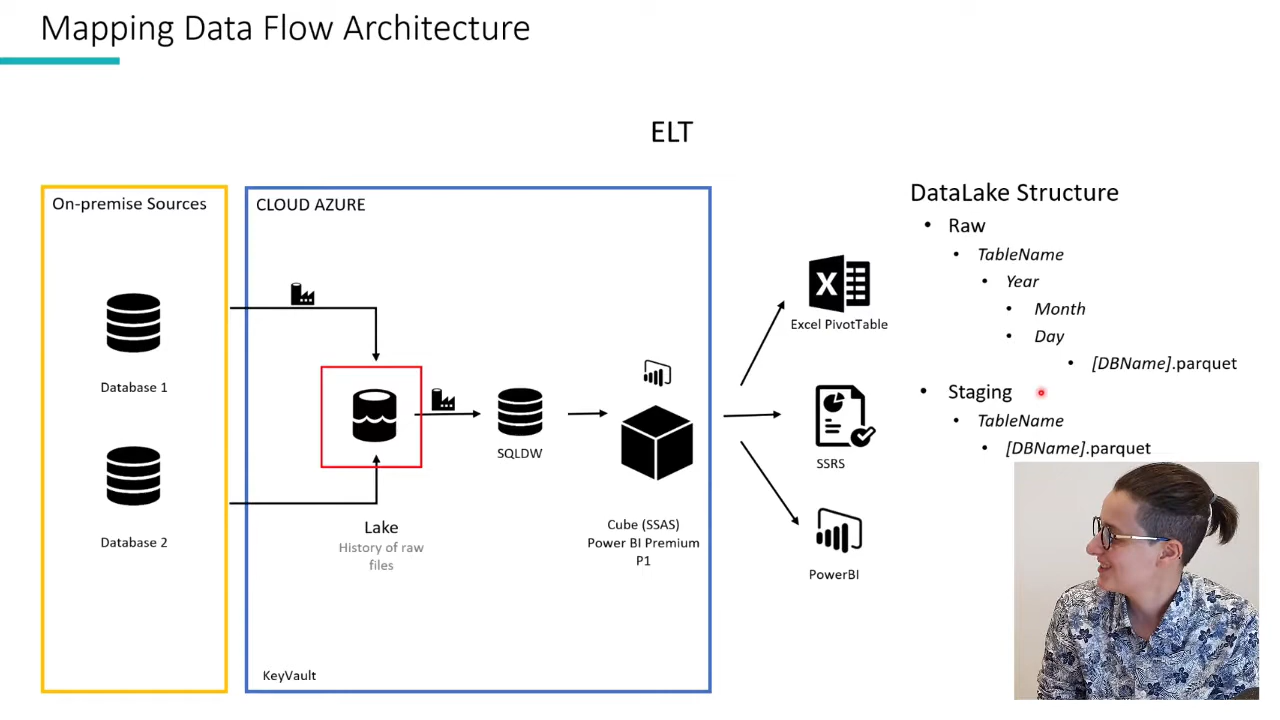 Mapping Data Flow Architecture
ELT
On-premise Sources
Database 1
Database 2
CLOUD AZURE
Lake
History of raw
files
SQLDW
Cube (SSAS)
Power BI Premium
P1
KeyVault
X
Excel PivotTable
SSRS
PowerBI
DataLake Structure
• Raw
• TableName
• Year
• Month
• Day
• [DBName].parquet
• Staging
• TableName
• [DBName].parquet